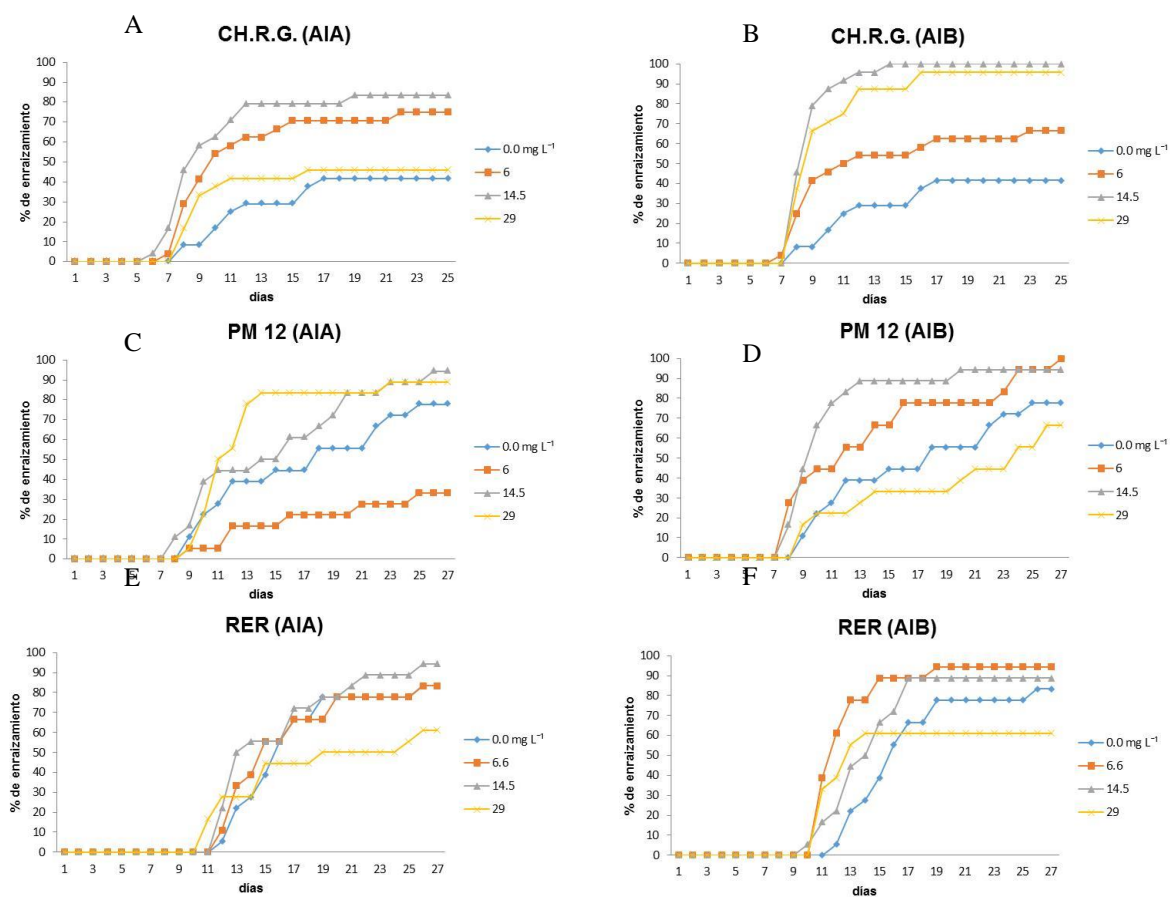 A
CH.R.G. (AIA)
% de enraizamiento
100
90
80
70
60
50
40
30
20
10
0
1 3 5 7 9 11 13 15 17 19 21 23 25
días
0.0 mg L⁻¹
6
14.5
29
B
CH.R.G. (AIB)
% de enraizamiento
100
90
80
70
60
50
40
30
20
10
0
1 3 5 7 9 11 13 15 17 19 21 23 25
días
0.0 mg L⁻¹
6
14.5
29
C
PM 12 (AIA)
% de enraizamiento
100
90
80
70
60
50
40
30
20
10
0
1 3 5 7 9 11 13 15 17 19 21 23 25 27
días
0.0 mg L⁻¹
6
14.5
29
D
PM 12 (AIB)
% de enraizamiento
100
90
80
70
60
50
40
30
20
10
0
1 3 5 7 9 11 13 15 17 19 21 23 25 27
días
0.0 mg L⁻¹
6
14.5
29
E
RER (AIA)
% de enraizamiento
100
90
80
70
60
50
40
30
20
10
0
1 3 5 7 9 11 13 15 17 19 21 23 25 27
días
0.0 mg L⁻¹
6.6
14.5
29
F
RER (AIB)
% de enraizamiento
100
90
80
70
60
50
40
30
20
10
0
1 3 5 7 9 11 13 15 17 19 21 23 25 27
días
0.0 mg L⁻¹
6.6
14.5
29